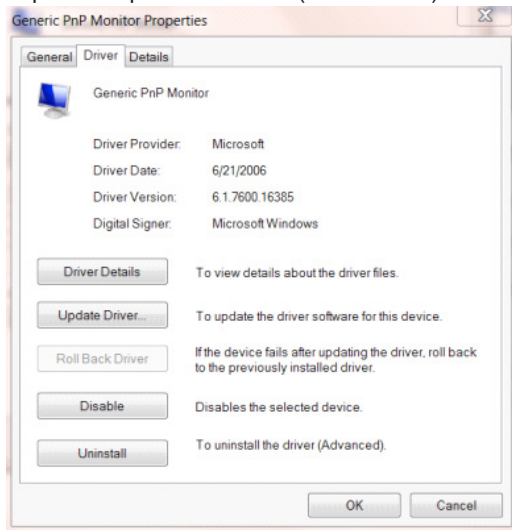 Generic PnP Monitor Properties
General Driver Details
Generic PnP Monitor
Driver Provider: Microsoft
Driver Date: 6/21/2006
Driver Version: 6.1.7600.16385
Digital Signer: Microsoft Windows
Driver Details To view details about the driver files.
Update Driver... To update the driver software for this device.
Roll Back Driver If the device fails after updating the driver, roll back
to the previously installed driver.
Disable Disables the selected device.
Uninstall To uninstall the driver (Advanced).
OK Cancel